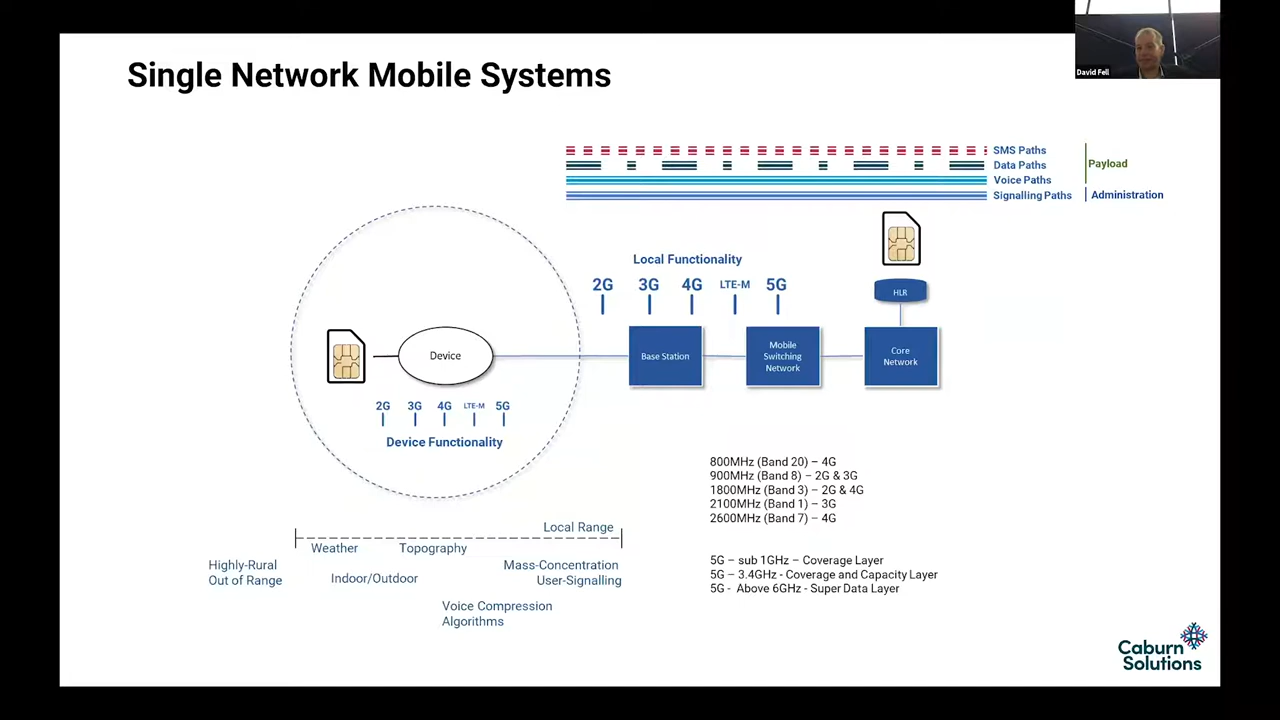 David Fell
Single Network Mobile Systems
SMS Paths
Data Paths
Payload
Voice Paths
Signalling Paths
Administration
Local Functionality
2G 3G 4G LTE-M 5G
HLR
Device
Base Station
Mobile
Switching
Network
Core
Network
2G 3G 4G LTE-M 5G
Device Functionality
800MHz (Band 20) – 4G
900MHz (Band 8) – 2G & 3G
1800MHz (Band 3) – 2G & 4G
2100MHz (Band 1) – 3G
2600MHz (Band 7) – 4G
Local Range
Weather Topography
Highly-Rural
Out of Range
Indoor/Outdoor
Mass-Concentration
User-Signalling
Voice Compression
Algorithms
5G – sub 1GHz – Coverage Layer
5G – 3.4GHz - Coverage and Capacity Layer
5G - Above 6GHz - Super Data Layer
Caburn
Solutions